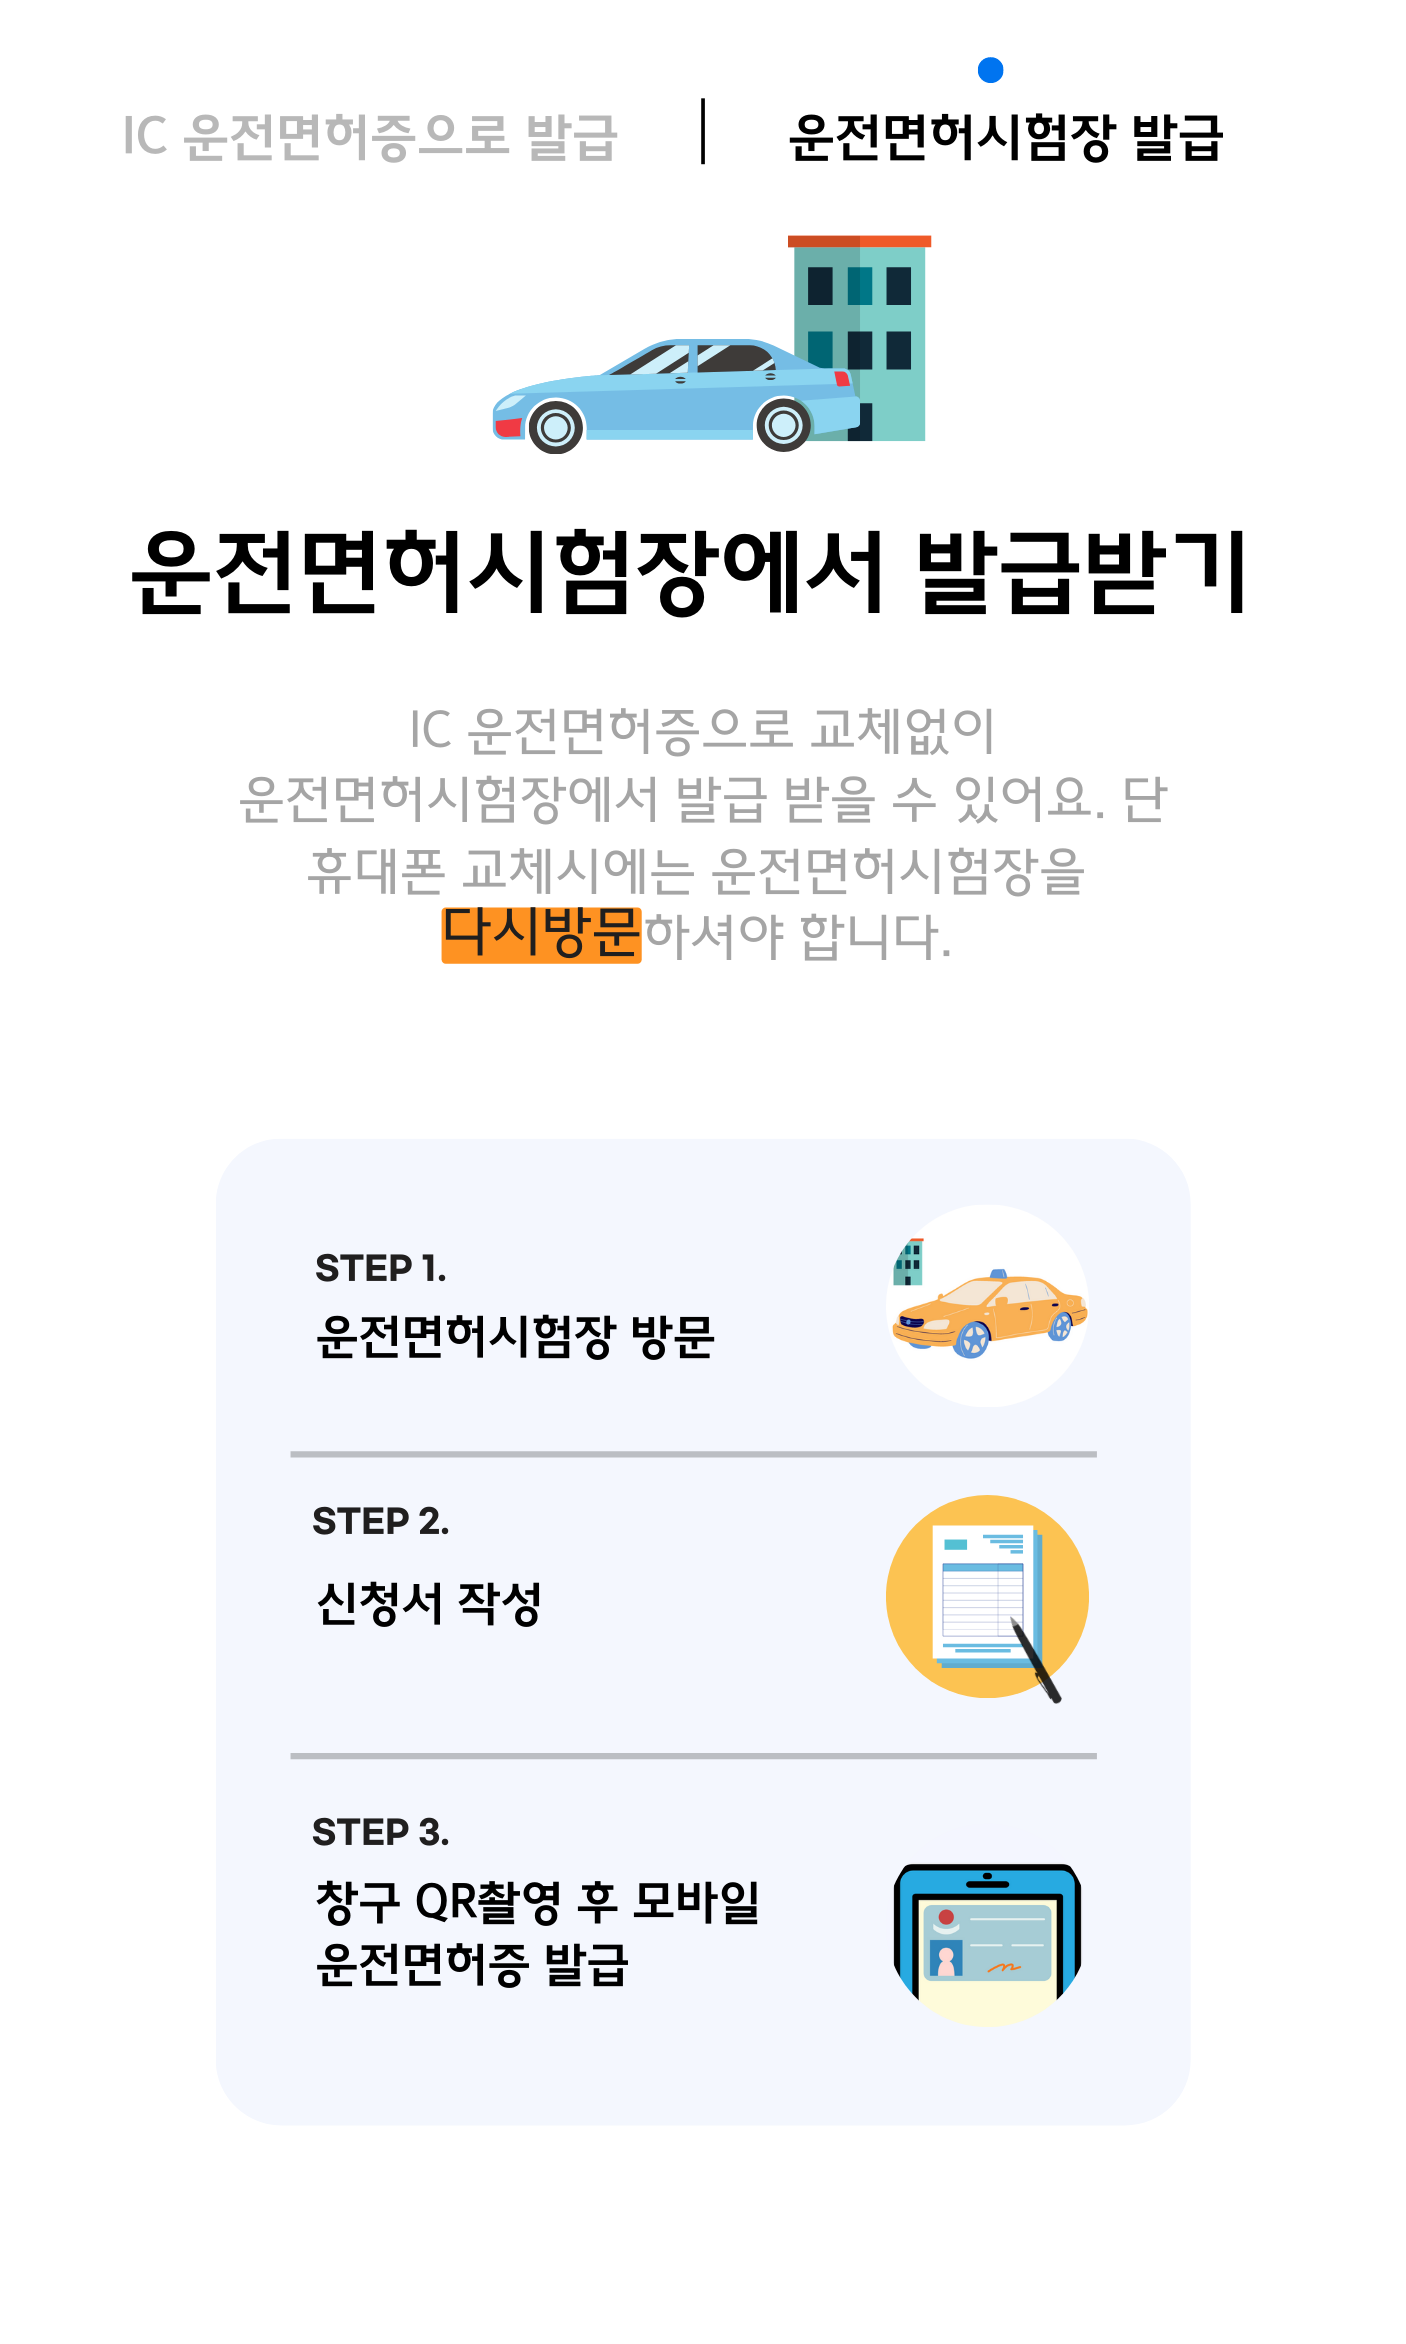 IC 운전면허증으로 발급
운전면허시험장 발급
운전면허시험장에서 발급받기
IC 운전면허증으로 교체없이
운전면허시험장에서 발급 받을 수 있어요. 단
휴대폰 교체시에는 운전면허시험장을
다시방문하셔야 합니다.
STEP 1.
운전면허시험장 방문
STEP 2.
신청서 작성
STEP 3.
창구 QR촬영 후 모바일
운전면허증 발급